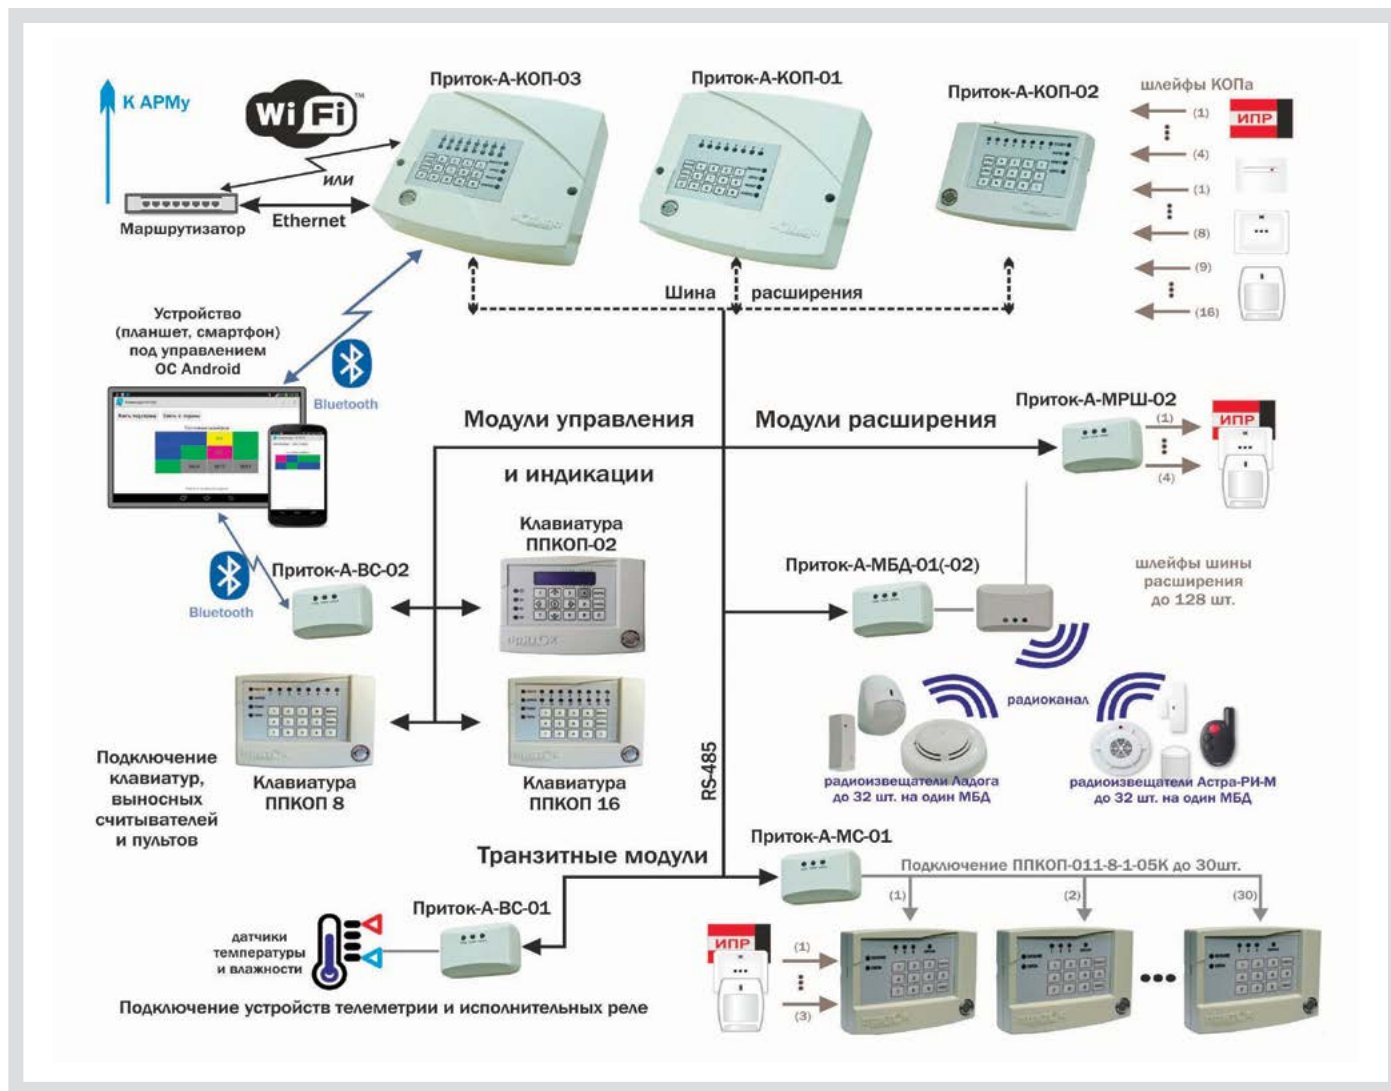 К АРМу
Wi Fi
TM
Приток-А-КОП-03
Приток-А-КОП-01
Приток-А-КОП-02
шлейфы КОПа
(1)
ИПР
(4)
(1)
(8)
(9)
(16)
или
Ethernet
Маршрутизатор
Шина расширения
Устройство
(планшет, смартфон)
под управлением
ОС Android
Bluetooth
Модули управления
и индикации
Модули расширения
Приток-А-МРШ-02
(1)
(4)
ИПР
Клавиатура
ППКОП-02
Приток-А-ВС-02
Bluetooth
Приток-А-МБД-01(-02)
шлейфы шины
расширения
до 128 шт.
радиоканал
радиоизвещатели Ладога
до 32 шт. на один МБД
радиоизвещатели Астра-РИ-М
до 32 шт. на один МБД
Клавиатура
ППКОП 8
Клавиатура
ППКОП 16
RS-485
Подключение
клавиатур,
выносных
считывателей
и пультов
Транзитные модули
Приток-А-МС-01
Подключение ППКОП-011-8-1-05К до 30шт.
(1)
(2)
(30)
Приток-А-ВС-01
датчики
температуры
и влажности
Подключение устройств телеметрии и исполнительных реле
ИПР
(1)
(3)